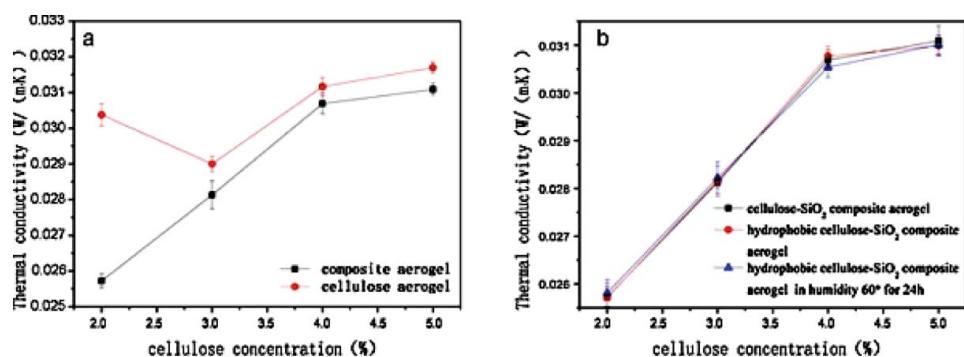 a
Thermal conductivity (W/ (m·K) )
0.033
0.032
0.031
0.030
0.029
0.028
0.027
0.026
0.025
2.0 2.5 3.0 3.5 4.0 4.5 5.0
cellulose concentration (%)
composite aerogel
cellulose aerogel
b
Thermal conductivity (W/ (m·K) )
0.031
0.030
0.029
0.028
0.027
0.026
2.0 2.5 3.0 3.5 4.0 4.5 5.0
cellulose concentration (%)
cellulose-SiO₂ composite aerogel
hydrophobic cellulose-SiO₂ composite
aerogel
hydrophobic cellulose-SiO₂ composite
aerogel in humidity 60° for 24h